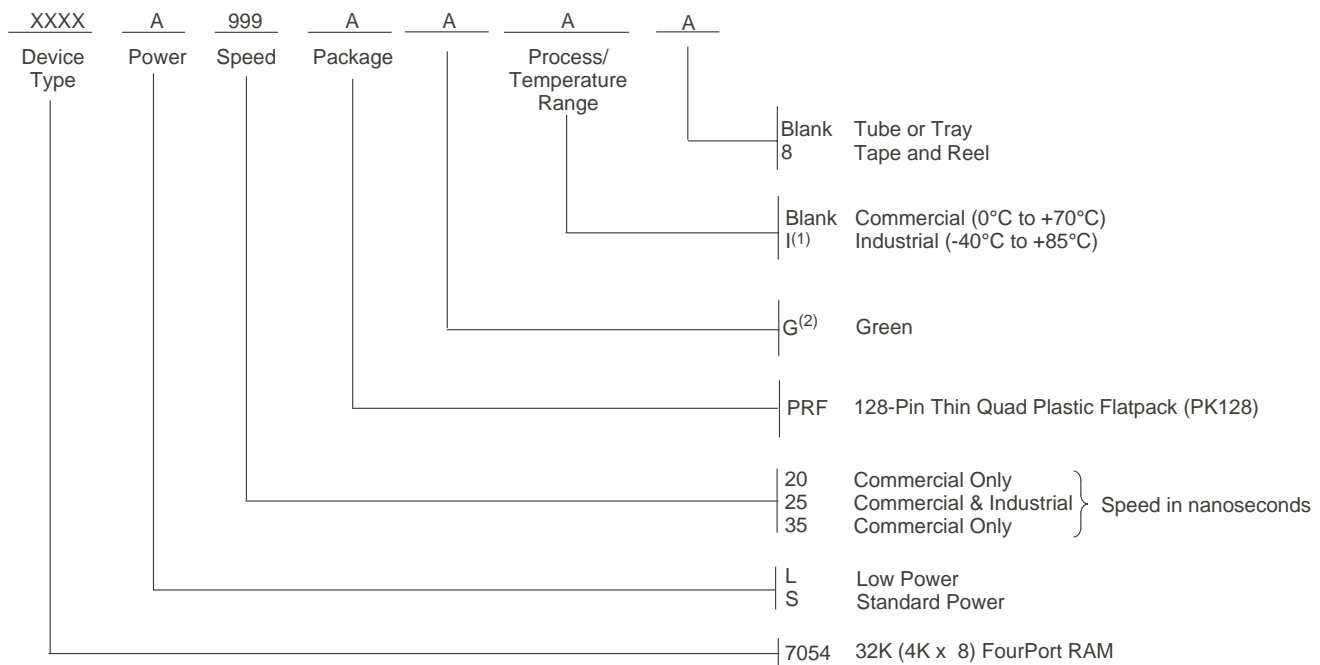 XXXX A 999 A A A A
Device Type Power Speed Package Process/ Temperature Range
Blank Tube or Tray
8 Tape and Reel
Blank Commercial (0°C to +70°C)
I(1) Industrial (-40°C to +85°C)
G(2) Green
PRF 128-Pin Thin Quad Plastic Flatpack (PK128)
20 Commercial Only
25 Commercial & Industrial Speed in nanoseconds
35 Commercial Only
L Low Power
S Standard Power
7054 32K (4K x 8) FourPort RAM